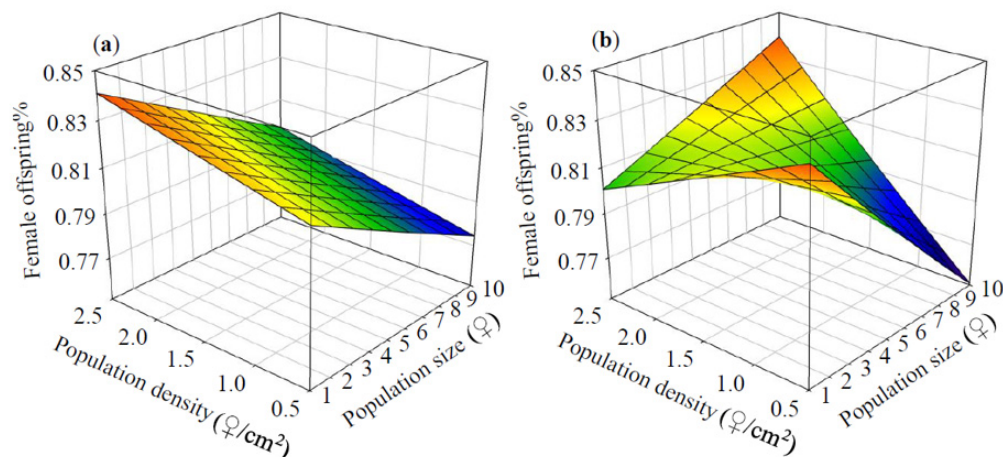 (a)
Female offspring%
0.85
0.83
0.81
0.79
0.77
2.5
2.0
1.5
1.0
0.5
Population density (♀/cm²)
1 2 3 4 5 6 7 8 9 10
Population size (♀)
(b)
Female offspring%
0.85
0.83
0.81
0.79
0.77
2.5
2.0
1.5
1.0
0.5
Population density (♀/cm²)
1 2 3 4 5 6 7 8 9 10
Population size (♀)